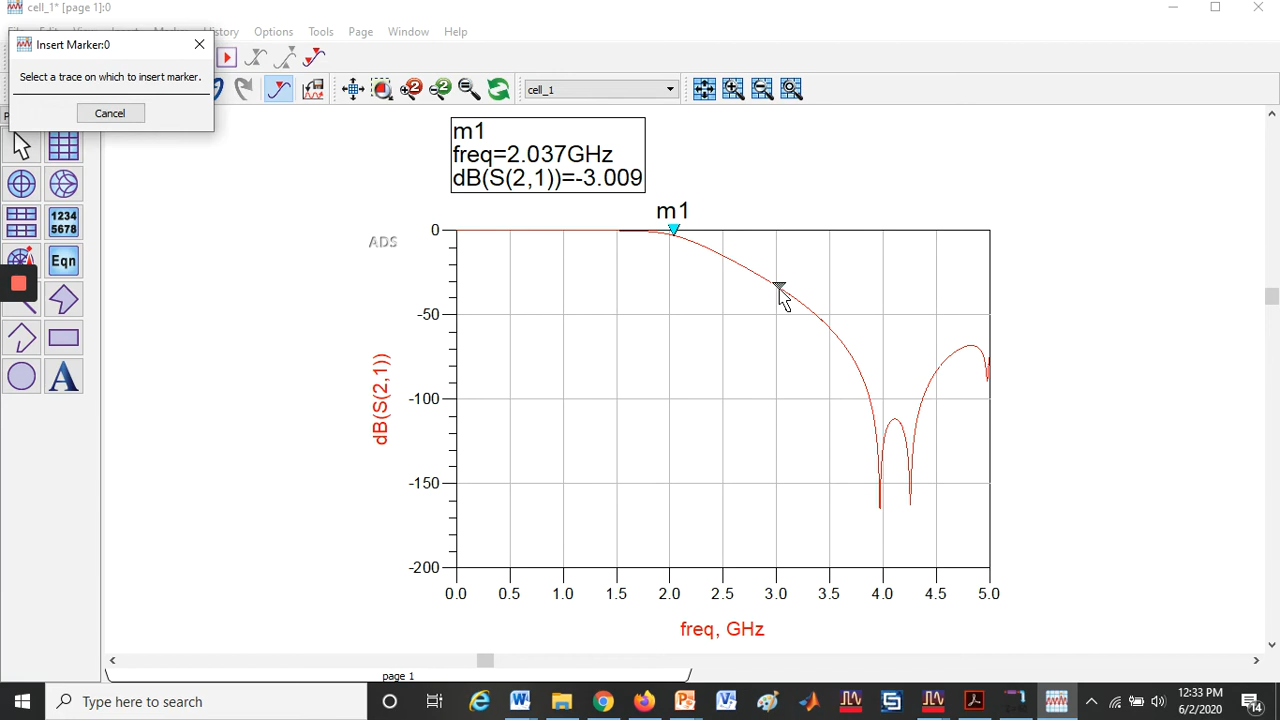 cell_1* [page 1]:0
History Options Tools Page Window Help
Insert Marker:0
Select a trace on which to insert marker.
Cancel
cell_1
1234
5678
Eqn
A
m1
freq=2.037GHz
dB(S(2,1))=-3.009
m1
ADS
0
-50
-100
-150
-200
dB(S(2,1))
0.0 0.5 1.0 1.5 2.0 2.5 3.0 3.5 4.0 4.5 5.0
freq, GHz
page 1
Type here to search
12:33 PM
6/2/2020
14